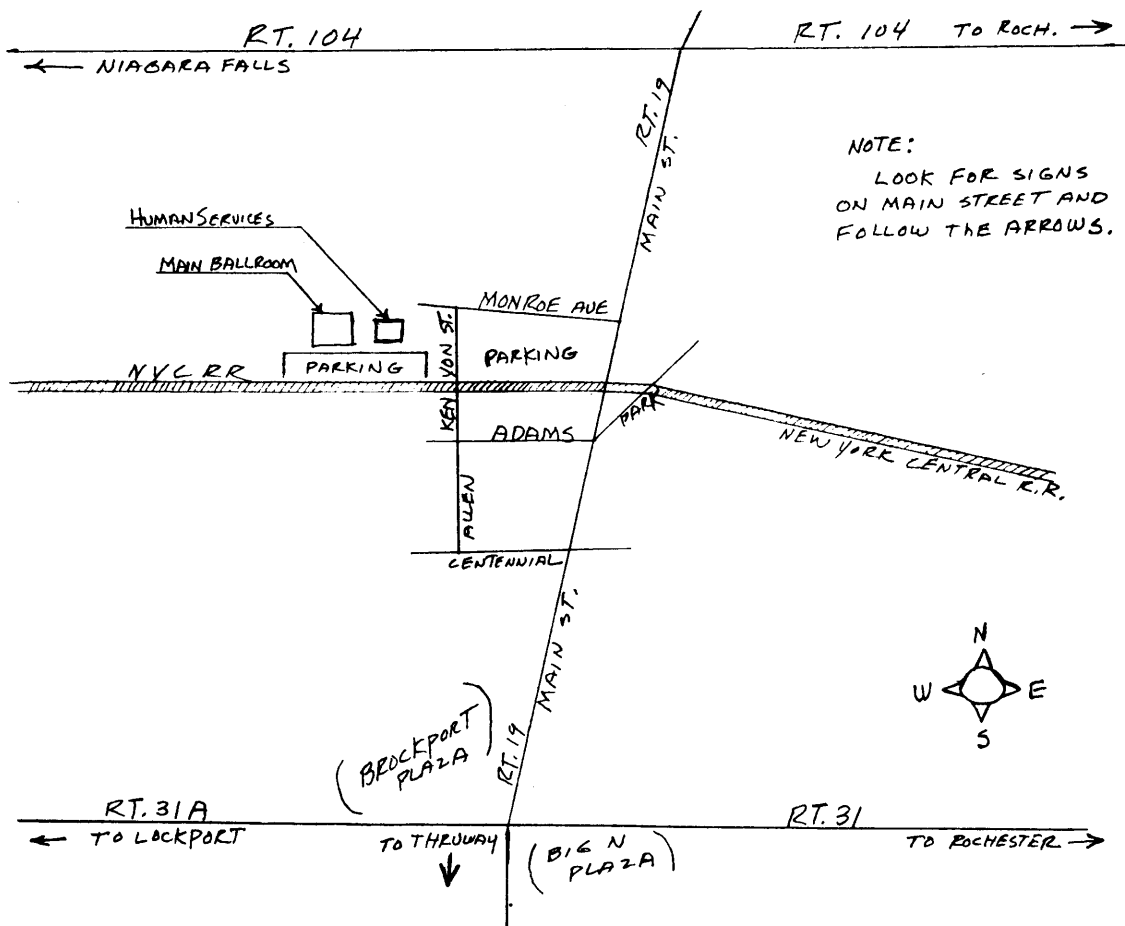 RT. 104
RT. 104 TO ROCH. →
← NIAGARA FALLS
RT. 19
MAIN ST.
NOTE:
LOOK FOR SIGNS
ON MAIN STREET AND
FOLLOW THE ARROWS.
HUMAN SERVICES
MAIN BALLROOM
MONROE AVE
KENYON ST.
PARKING
PARKING
NYCRR
PARK
ADAMS
NEW YORK CENTRAL R.R.
ALLEN
CENTENNIAL
MAIN ST.
RT. 19
N
W E
S
(BROCKPORT
PLAZA)
RT. 31A
RT. 31
← TO LOCKPORT
TO THRUWAY
↓
(BIG N
PLAZA)
TO ROCHESTER →